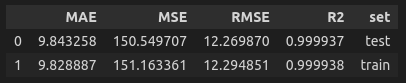 MAE MSE RMSE R2 set
0 9.843258 150.549707 12.269870 0.999937 test
1 9.828887 151.163361 12.294851 0.999938 train